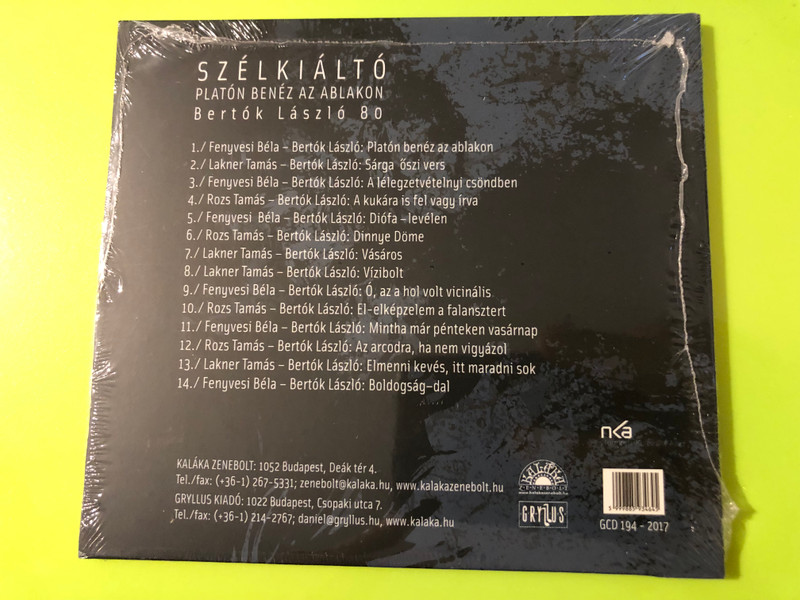 SZÉLKIÁLTÓ
PLATÓN BENÉZ AZ ABLAKON
Bertók László 80
1./ Fenyvesi Béla – Bertók László: Platón benéz az ablakon
2./ Lakner Tamás – Bertók László: Sárga őszi vers
3./ Fenyvesi Béla – Bertók László: A lélegzetvételnyi csöndben
4./ Rozs Tamás – Bertók László: A kukára is fel vagy írva
5./ Fenyvesi Béla – Bertók László: Diófa –levélen
6./ Rozs Tamás – Bertók László: Dinnye Döme
7./ Lakner Tamás – Bertók László: Vásáros
8./ Lakner Tamás – Bertók László: Vízibolt
9./ Fenyvesi Béla – Bertók László: Ó, az a hol volt vicinális
10./ Rozs Tamás – Bertók László: El-elképzelem a falansztert
11./ Fenyvesi Béla – Bertók László: Mintha már pénteken vasárnap
12./ Rozs Tamás – Bertók László: Az arcodra, ha nem vigyázol
13./ Lakner Tamás – Bertók László: Elmenni kevés, itt maradni sok
14./ Fenyvesi Béla – Bertók László: Boldogság–dal
nka
KALÁKA ZENEBOLT: 1052 Budapest, Deák tér 4.
Tel./fax: (+36-1) 267-5331; zenebolt@kalaka.hu, www.kalakazenebolt.hu
GRYLLUS KIADÓ: 1022 Budapest, Csopaki utca 7.
Tel./fax: (+36-1) 214-2767; daniel@gryllus.hu, www.kalaka.hu
KALÁKA
ZENEBOLT
www.kalakazenebolt.hu
GRYLLUS
GCD 194 – 2017